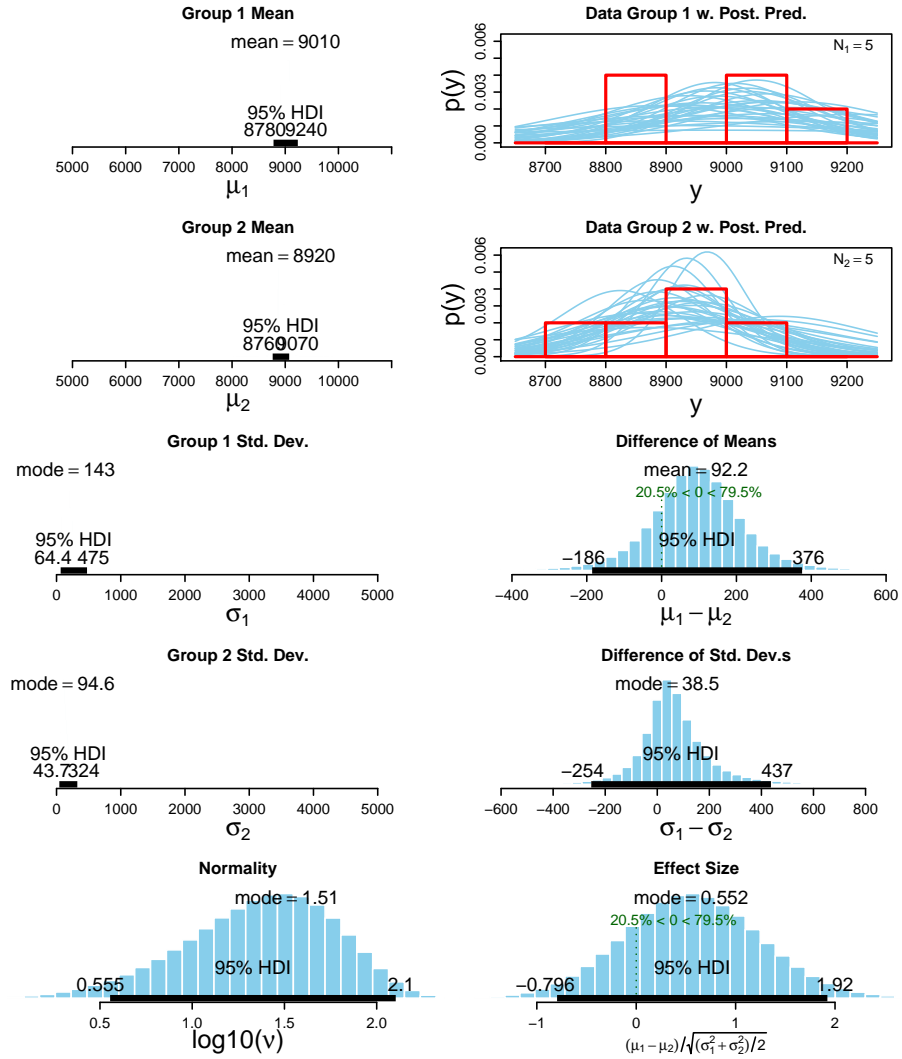 Group 1 Mean
mean = 9010
95% HDI
8780 9240
5000 6000 7000 8000 9000 10000
μ1
Data Group 1 w. Post. Pred.
N1 = 5
p(y)
0.000 0.003 0.006
8700 8800 8900 9000 9100 9200
y
Group 2 Mean
mean = 8920
95% HDI
8760 9070
5000 6000 7000 8000 9000 10000
μ2
Data Group 2 w. Post. Pred.
N2 = 5
p(y)
0.000 0.003 0.006
8700 8800 8900 9000 9100 9200
y
Group 1 Std. Dev.
mode = 143
95% HDI
64.4 475
0 1000 2000 3000 4000 5000
σ1
Difference of Means
mean = 92.2
20.5% < 0 < 79.5%
95% HDI
−186 376
−400 −200 0 200 400 600
μ1 − μ2
Group 2 Std. Dev.
mode = 94.6
95% HDI
43.7 324
0 1000 2000 3000 4000 5000
σ2
Difference of Std. Dev.s
mode = 38.5
95% HDI
−254 437
−600 −400 −200 0 200 400 600 800
σ1 − σ2
Normality
mode = 1.51
95% HDI
0.555 2.1
0.5 1.0 1.5 2.0
log10(ν)
Effect Size
mode = 0.552
20.5% < 0 < 79.5%
95% HDI
−0.796 1.92
−1 0 1 2
(μ1 − μ2)/√(σ1² + σ2²)/2